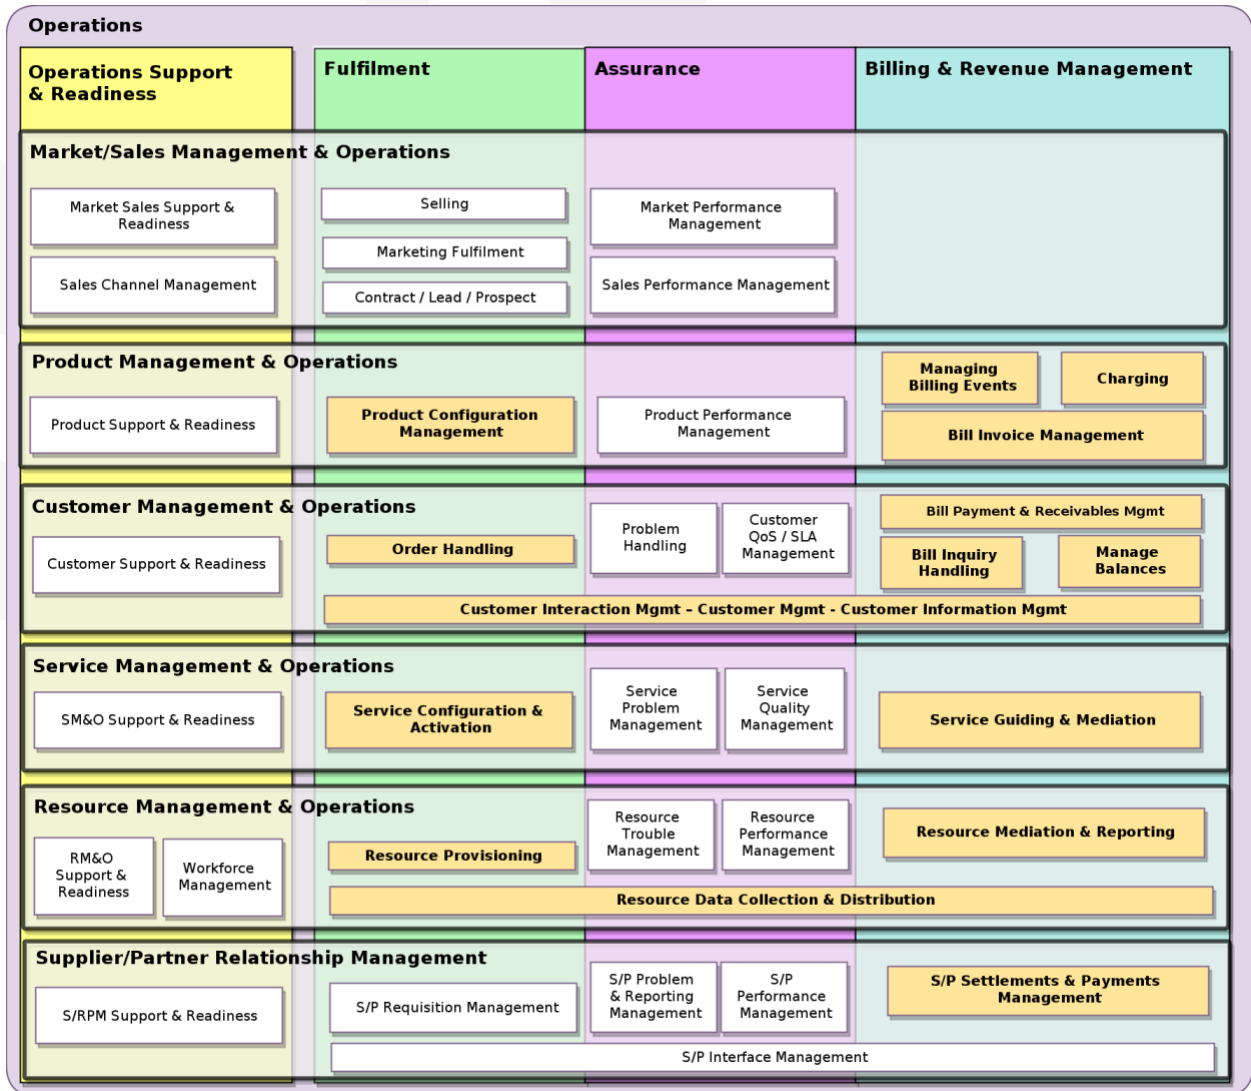 Operations
Operations Support
& Readiness
Fulfilment
Assurance
Billing & Revenue Management
Market/Sales Management & Operations
Market Sales Support &
Readiness
Sales Channel Management
Selling
Marketing Fulfilment
Contract / Lead / Prospect
Market Performance
Management
Sales Performance Management
Product Management & Operations
Product Support & Readiness
Product Configuration
Management
Product Performance
Management
Managing
Billing Events
Charging
Bill Invoice Management
Customer Management & Operations
Customer Support & Readiness
Order Handling
Problem
Handling
Customer
QoS / SLA
Management
Bill Payment & Receivables Mgmt
Bill Inquiry
Handling
Manage
Balances
Customer Interaction Mgmt – Customer Mgmt - Customer Information Mgmt
Service Management & Operations
SM&O Support & Readiness
Service Configuration &
Activation
Service
Problem
Management
Service
Quality
Management
Service Guiding & Mediation
Resource Management & Operations
RM&O
Support &
Readiness
Workforce
Management
Resource Provisioning
Resource
Trouble
Management
Resource
Performance
Management
Resource Mediation & Reporting
Resource Data Collection & Distribution
Supplier/Partner Relationship Management
S/RPM Support & Readiness
S/P Requisition Management
S/P Problem
& Reporting
Management
S/P
Performance
Management
S/P Settlements & Payments
Management
S/P Interface Management